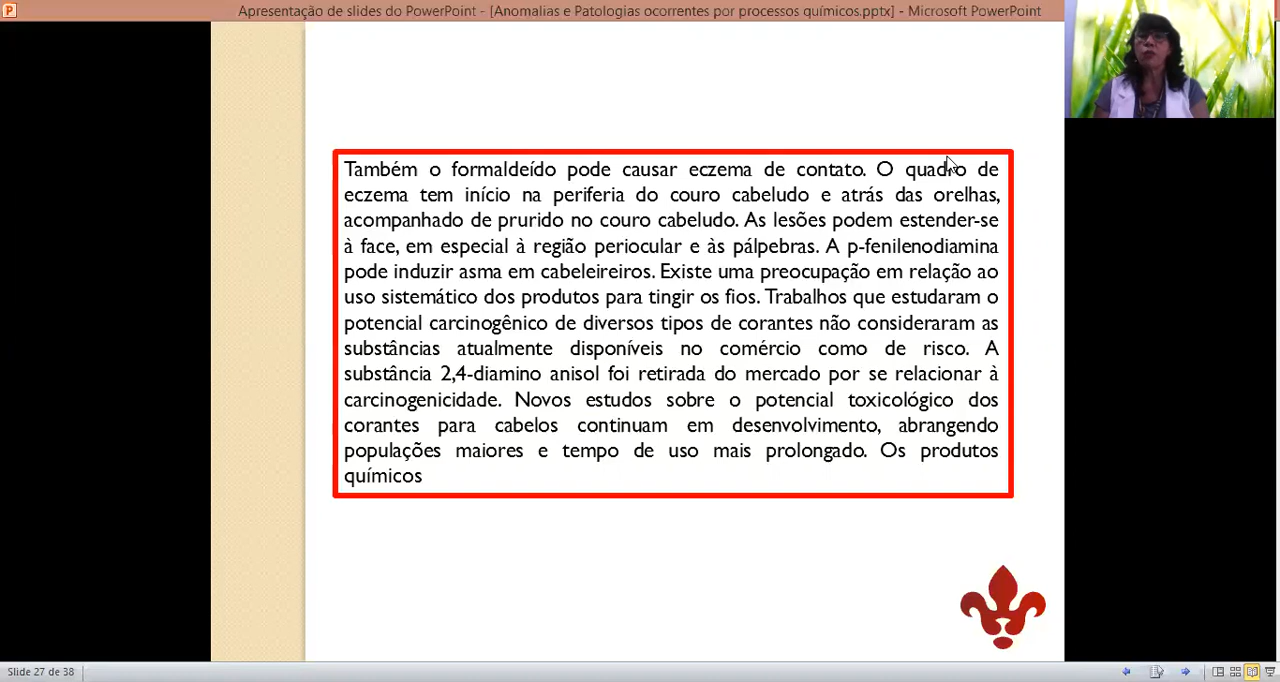 Apresentação de slides do PowerPoint - [Anomalias e Patologias ocorrentes por processos químicos.pptx] - Microsoft PowerPoint
Também o formaldeído pode causar eczema de contato. O quadro de
eczema tem início na periferia do couro cabeludo e atrás das orelhas,
acompanhado de prurido no couro cabeludo. As lesões podem estender-se
à face, em especial à região periocular e às pálpebras. A p-fenilenodiamina
pode induzir asma em cabeleireiros. Existe uma preocupação em relação ao
uso sistemático dos produtos para tingir os fios. Trabalhos que estudaram o
potencial carcinogênico de diversos tipos de corantes não consideraram as
substâncias atualmente disponíveis no comércio como de risco. A
substância 2,4-diamino anisol foi retirada do mercado por se relacionar à
carcinogenicidade. Novos estudos sobre o potencial toxicológico dos
corantes para cabelos continuam em desenvolvimento, abrangendo
populações maiores e tempo de uso mais prolongado. Os produtos
químicos
Slide 27 de 38